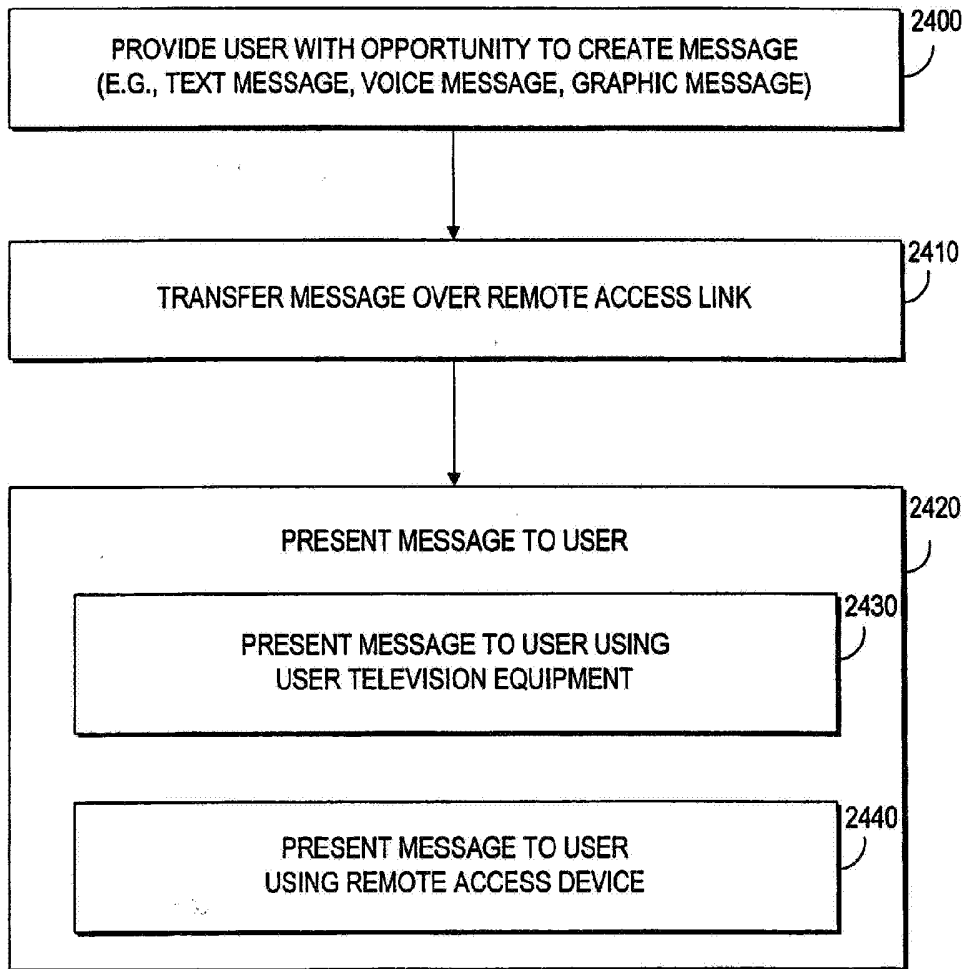 2400
PROVIDE USER WITH OPPORTUNITY TO CREATE MESSAGE
(E.G., TEXT MESSAGE, VOICE MESSAGE, GRAPHIC MESSAGE)
2410
TRANSFER MESSAGE OVER REMOTE ACCESS LINK
2420
PRESENT MESSAGE TO USER
2430
PRESENT MESSAGE TO USER USING
USER TELEVISION EQUIPMENT
2440
PRESENT MESSAGE TO USER
USING REMOTE ACCESS DEVICE